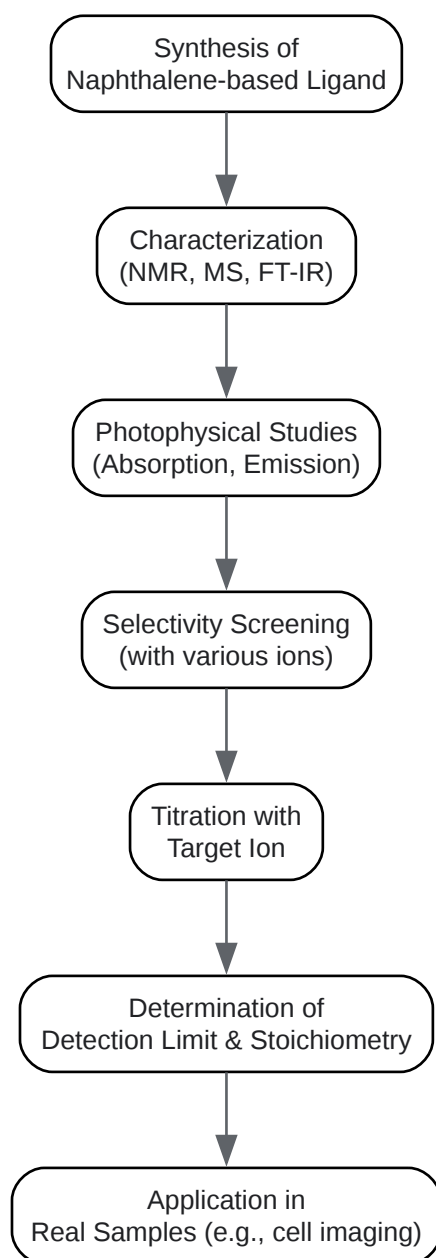 Synthesis of
Naphthalene-based Ligand
Characterization
(NMR, MS, FT-IR)
Photophysical Studies
(Absorption, Emission)
Selectivity Screening
(with various ions)
Titration with
Target Ion
Determination of
Detection Limit & Stoichiometry
Application in
Real Samples (e.g., cell imaging)